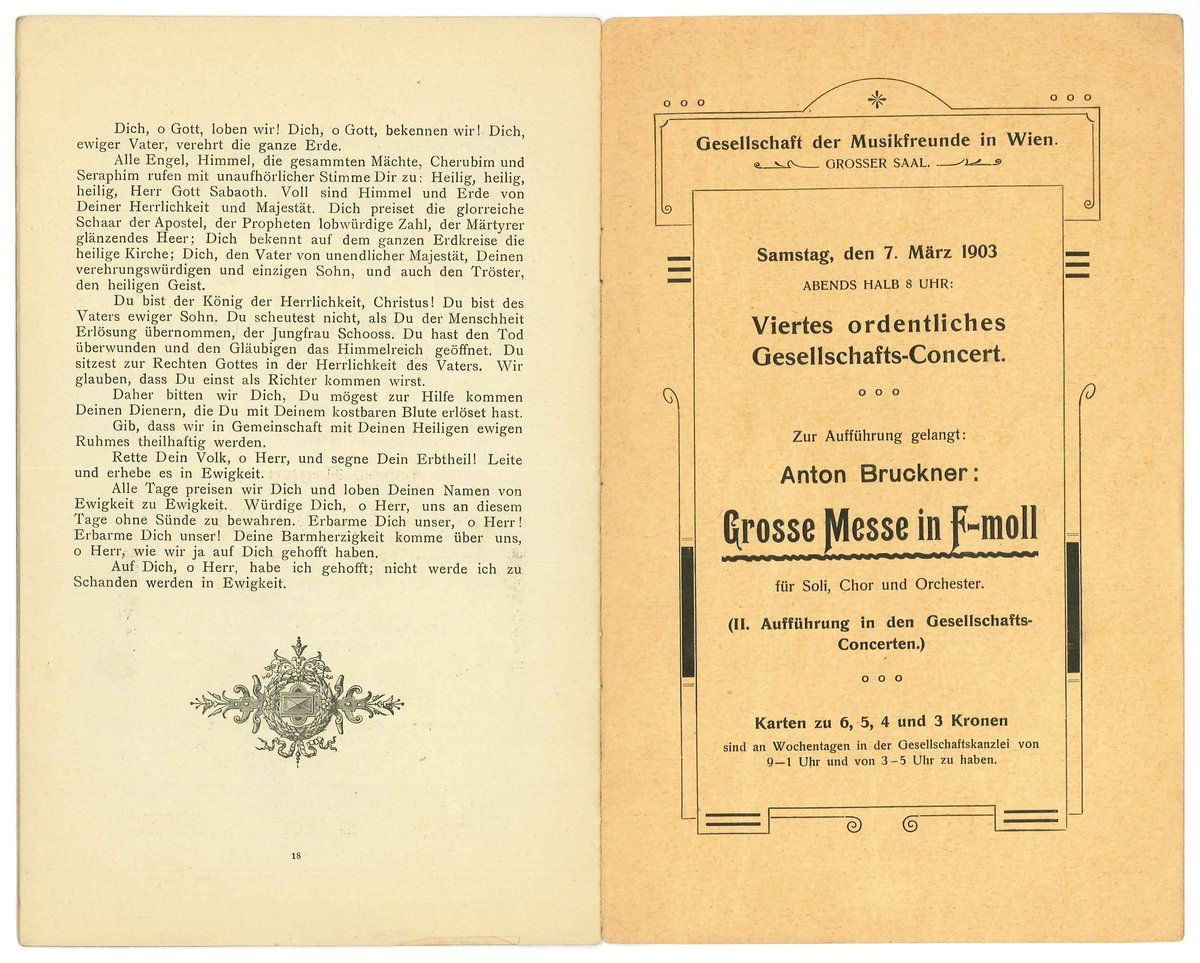 Dich, o Gott, loben wir! Dich, o Gott, bekennen wir! Dich,
ewiger Vater, verehrt die ganze Erde.
Alle Engel, Himmel, die gesammten Mächte, Cherubim und
Seraphim rufen mit unaufhörlicher Stimme Dir zu: Heilig, heilig,
heilig, Herr Gott Sabaoth. Voll sind Himmel und Erde von
Deiner Herrlichkeit und Majestät. Dich preiset die glorreiche
Schaar der Apostel, der Propheten lobwürdige Zahl, der Märtyrer
glänzendes Heer; Dich bekennt auf dem ganzen Erdkreise die
heilige Kirche; Dich, den Vater von unendlicher Majestät, Deinen
verehrungswürdigen und einzigen Sohn, und auch den Tröster,
den heiligen Geist.
Du bist der König der Herrlichkeit, Christus! Du bist des
Vaters ewiger Sohn. Du scheutest nicht, als Du der Menschheit
Erlösung übernommen, der Jungfrau Schooss. Du hast den Tod
überwunden und den Gläubigen das Himmelreich geöffnet. Du
sitzest zur Rechten Gottes in der Herrlichkeit des Vaters. Wir
glauben, dass Du einst als Richter kommen wirst.
Daher bitten wir Dich, Du mögest zur Hilfe kommen
Deinen Dienern, die Du mit Deinem kostbaren Blute erlöset hast.
Gib, dass wir in Gemeinschaft mit Deinen Heiligen ewigen
Ruhmes theilhaftig werden.
Rette Dein Volk, o Herr, und segne Dein Erbtheil! Leite
und erhebe es in Ewigkeit.
Alle Tage preisen wir Dich und loben Deinen Namen von
Ewigkeit zu Ewigkeit. Würdige Dich, o Herr, uns an diesem
Tage ohne Sünde zu bewahren. Erbarme Dich unser, o Herr!
Erbarme Dich unser! Deine Barmherzigkeit komme über uns,
o Herr, wie wir ja auf Dich gehofft haben.
Auf Dich, o Herr, habe ich gehofft; nicht werde ich zu
Schanden werden in Ewigkeit.
18
Gesellschaft der Musikfreunde in Wien.
GROSSER SAAL.
Samstag, den 7. März 1903
ABENDS HALB 8 UHR:
Viertes ordentliches
Gesellschafts-Concert.
Zur Aufführung gelangt:
Anton Bruckner:
Grosse Messe in F-moll
für Soli, Chor und Orchester.
(II. Aufführung in den Gesellschafts-
Concerten.)
Karten zu 6, 5, 4 und 3 Kronen
sind an Wochentagen in der Gesellschaftskanzlei von
9—1 Uhr und von 3-5 Uhr zu haben.